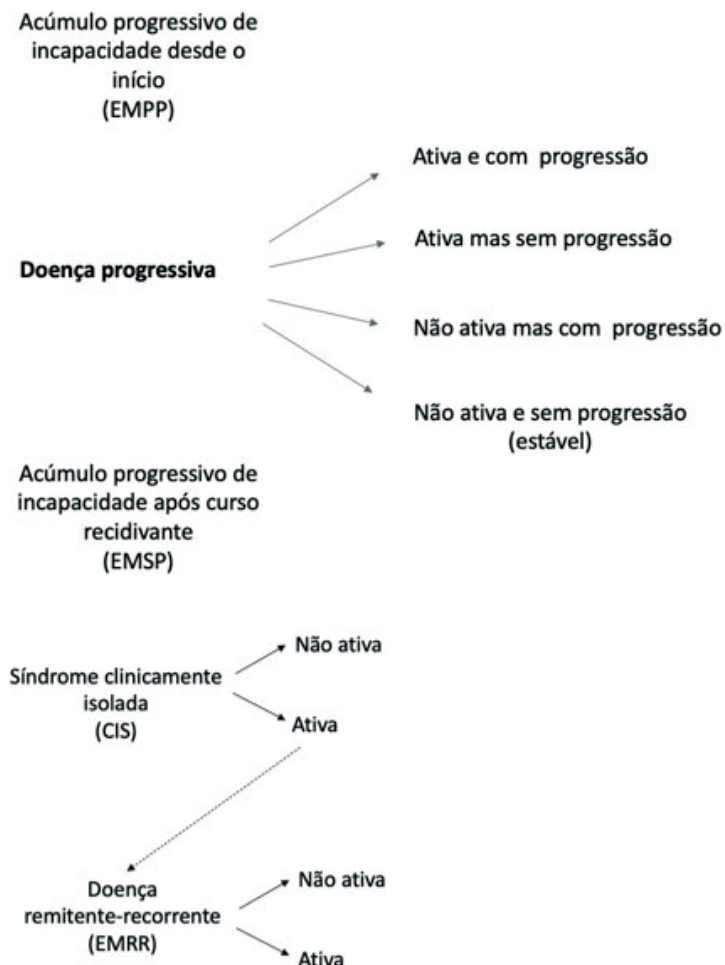 Acúmulo progressivo de
incapacidade desde o
início
(EMPP)
Ativa e com progressão
Ativa mas sem progressão
Doença progressiva
Não ativa mas com progressão
Não ativa e sem progressão
(estável)
Acúmulo progressivo de
incapacidade após curso
recidivante
(EMSP)
Não ativa
Síndrome clinicamente
isolada
(CIS)
Ativa
Não ativa
Doença
remitente-recorrente
(EMRR)
Ativa